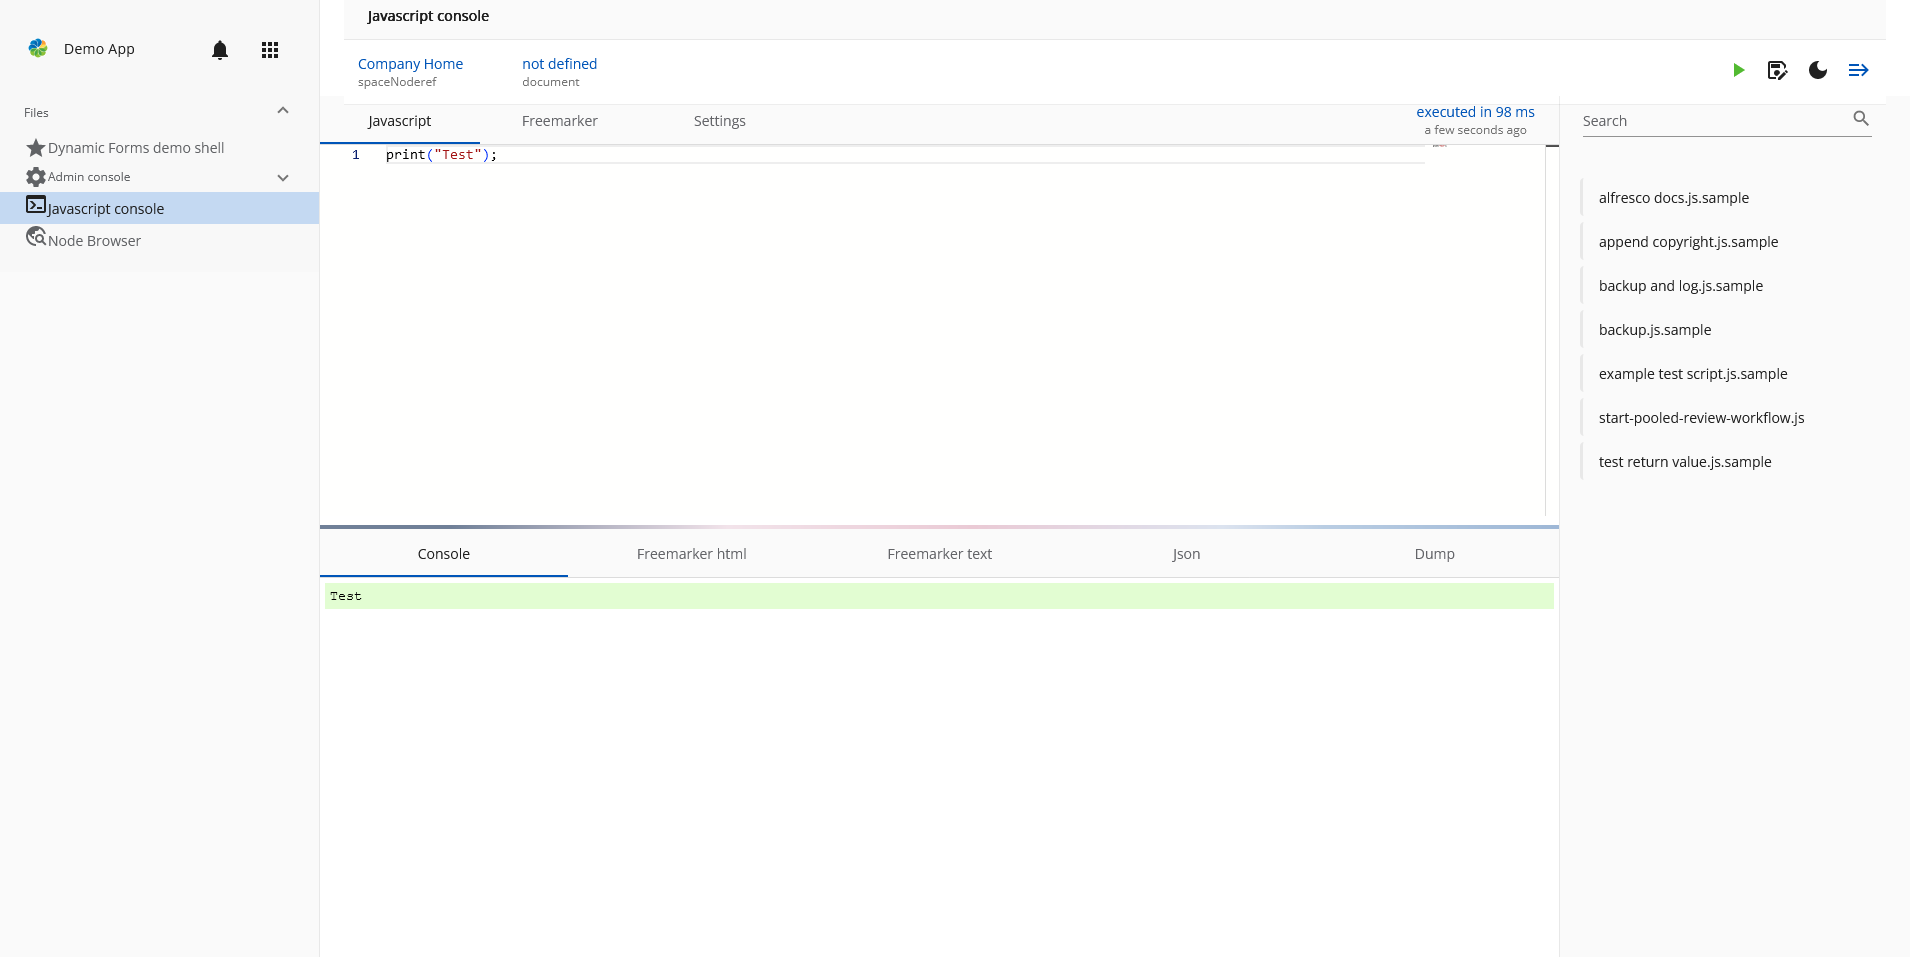 Javascript console
Demo App
Company Home
spaceNoderef
not defined
document
Files
Dynamic Forms demo shell
Admin console
Javascript console
Node Browser
Javascript
Freemarker
Settings
executed in 98 ms
a few seconds ago
1 print("Test");
Console
Freemarker html
Freemarker text
Json
Dump
Test
Search
alfresco docs.js.sample
append copyright.js.sample
backup and log.js.sample
backup.js.sample
example test script.js.sample
start-pooled-review-workflow.js
test return value.js.sample